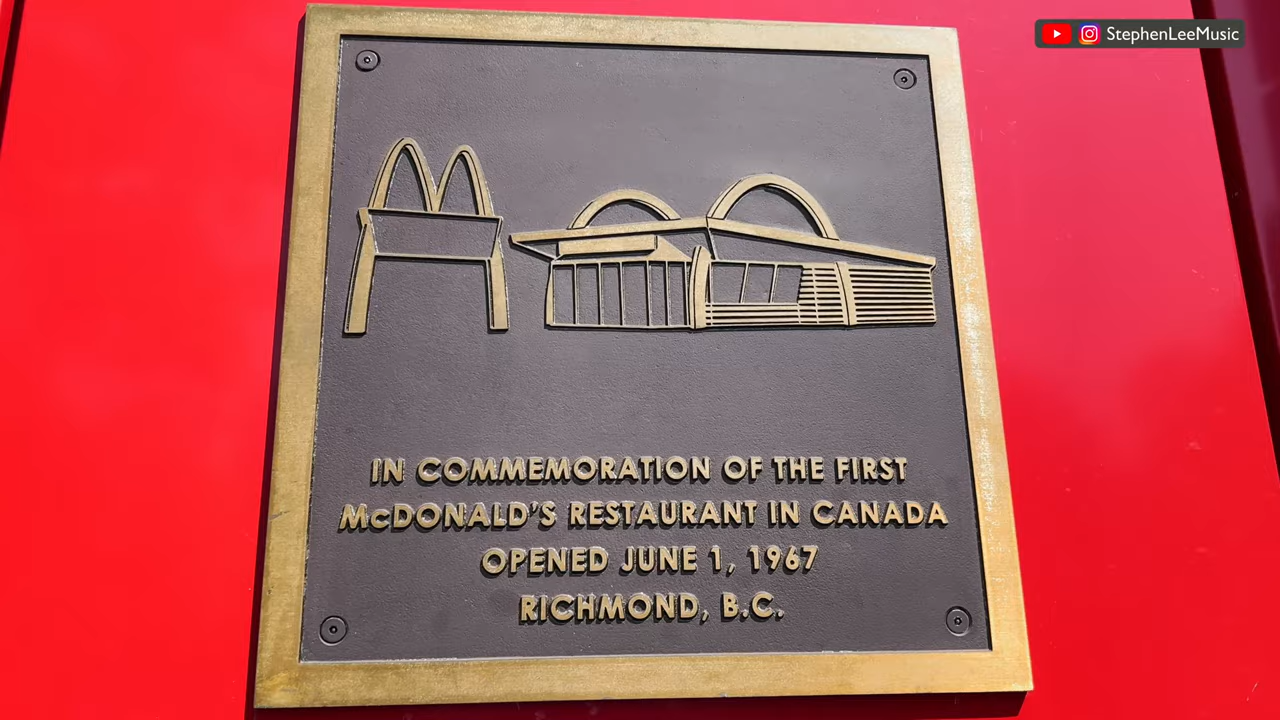 StephenLeeMusic
IN COMMEMORATION OF THE FIRST
McDONALD'S RESTAURANT IN CANADA
OPENED JUNE 1, 1967
RICHMOND, B.C.